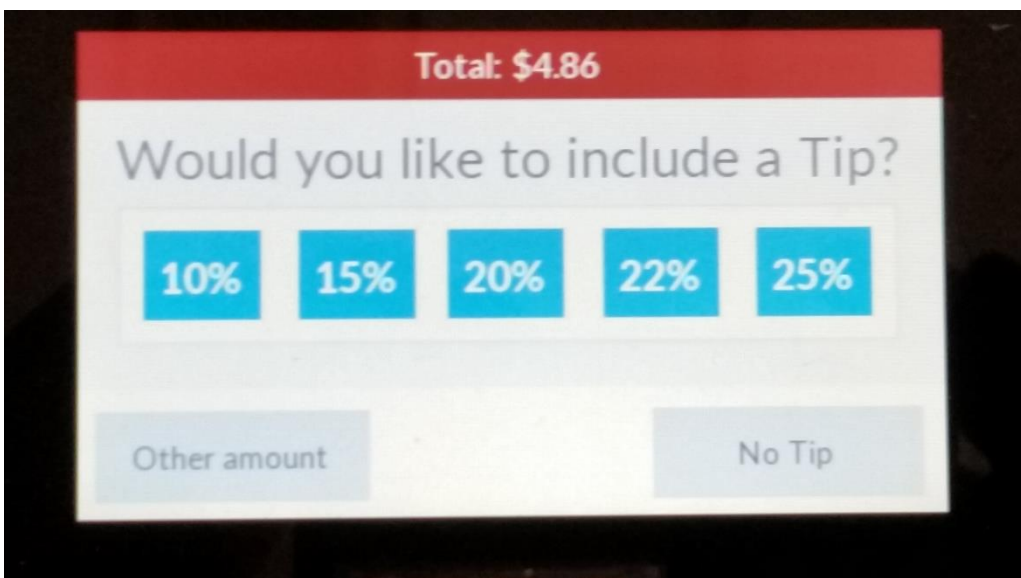 Total: $4.86
Would you like to include a Tip?
10% 15% 20% 22% 25%
Other amount No Tip